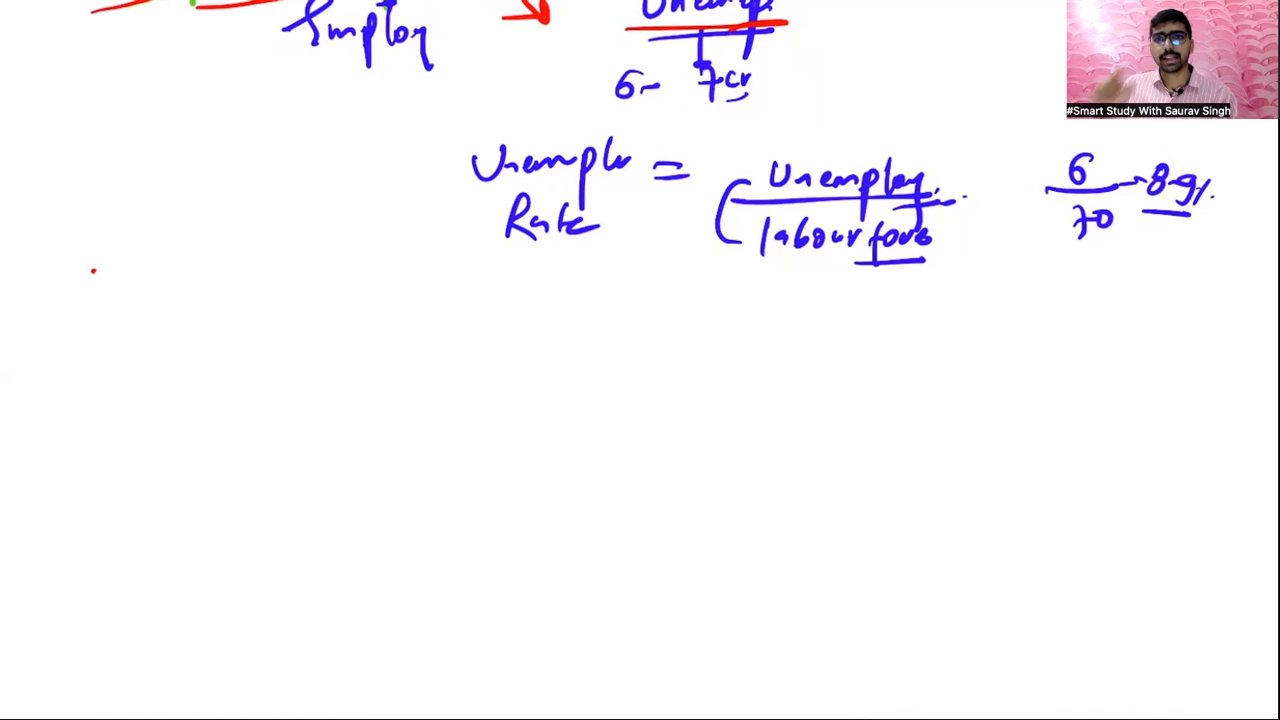 Unemp.
Employ
6- 7cr
#Smart Study With Saurav Singh
Unemplo Rate = Unemploy. / labour force
6 / 70 - 8-9%